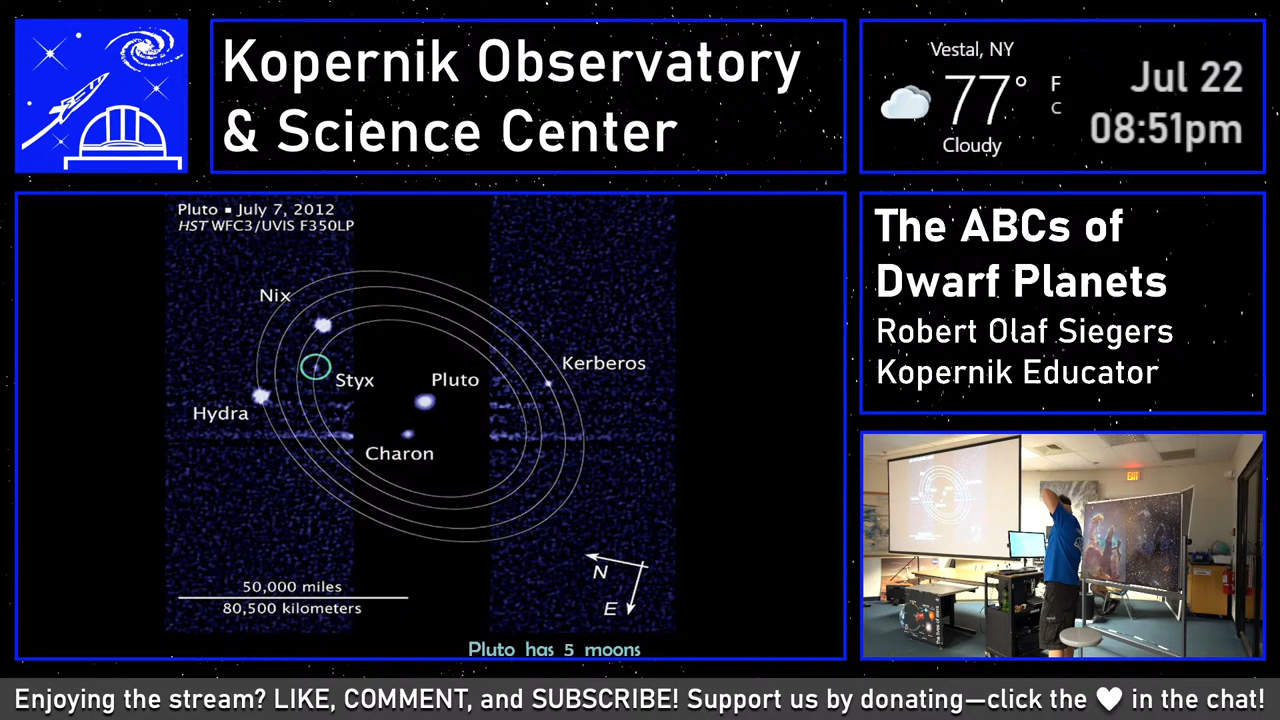 Kopernik Observatory
& Science Center
Vestal, NY
77°
F
C
Cloudy
Jul 22
08:51pm
Pluto ▪ July 7, 2012
HST WFC3/UVIS F350LP
Nix
Styx
Pluto
Kerberos
Hydra
Charon
50,000 miles
80,500 kilometers
N
E
Pluto has 5 moons
The ABCs of
Dwarf Planets
Robert Olaf Siegers
Kopernik Educator
EXIT
Enjoying the stream? LIKE, COMMENT, and SUBSCRIBE! Support us by donating—click the ♥ in the chat!